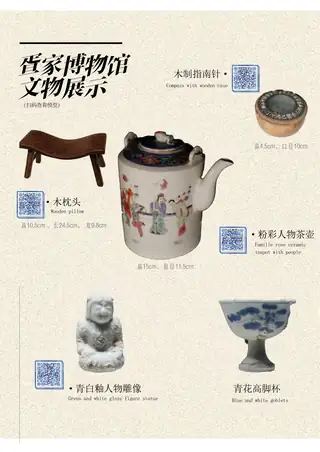 疍家博物馆
文物展示
(扫码查看模型)
木制指南针
Compass with wooden case
高4.5cm，口径10cm
木枕头
Wooden pillow
高10.5cm，长24.5cm，宽9.8cm
粉彩人物茶壶
Famille rose ceramic
teapot with people
高15cm，直径11.5cm
青白釉人物雕像
Green and white glaze figure statue
青花高脚杯
Blue and white goblets